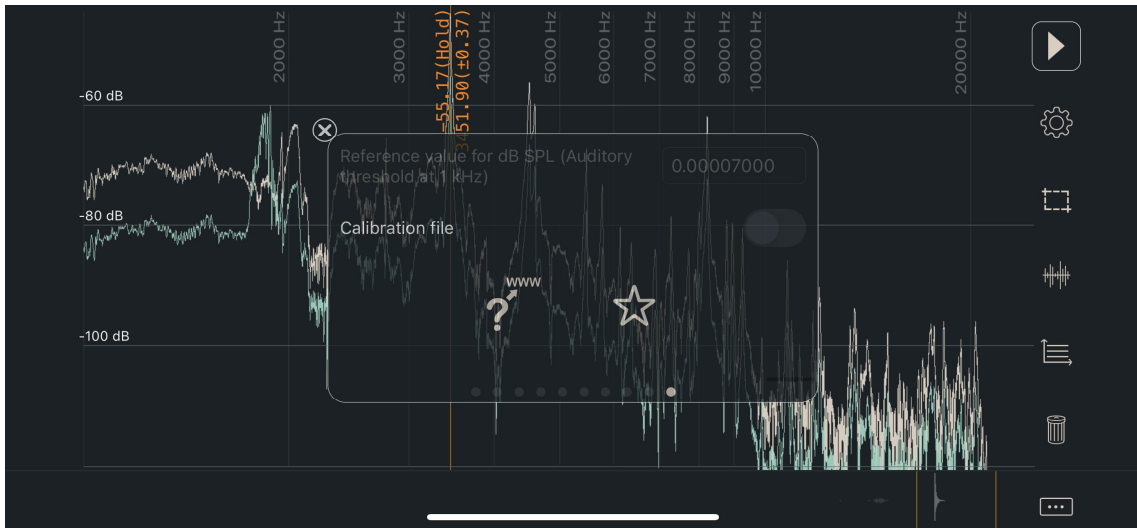 2000 Hz
3000 Hz
-55.17(Hold)
3451.90(±0.37)
4000 Hz
5000 Hz
6000 Hz
7000 Hz
8000 Hz
9000 Hz
10000 Hz
20000 Hz
-60 dB
-80 dB
-100 dB
Reference value for dB SPL (Auditory
threshold at 1 kHz)
0.00007000
Calibration file
?
www